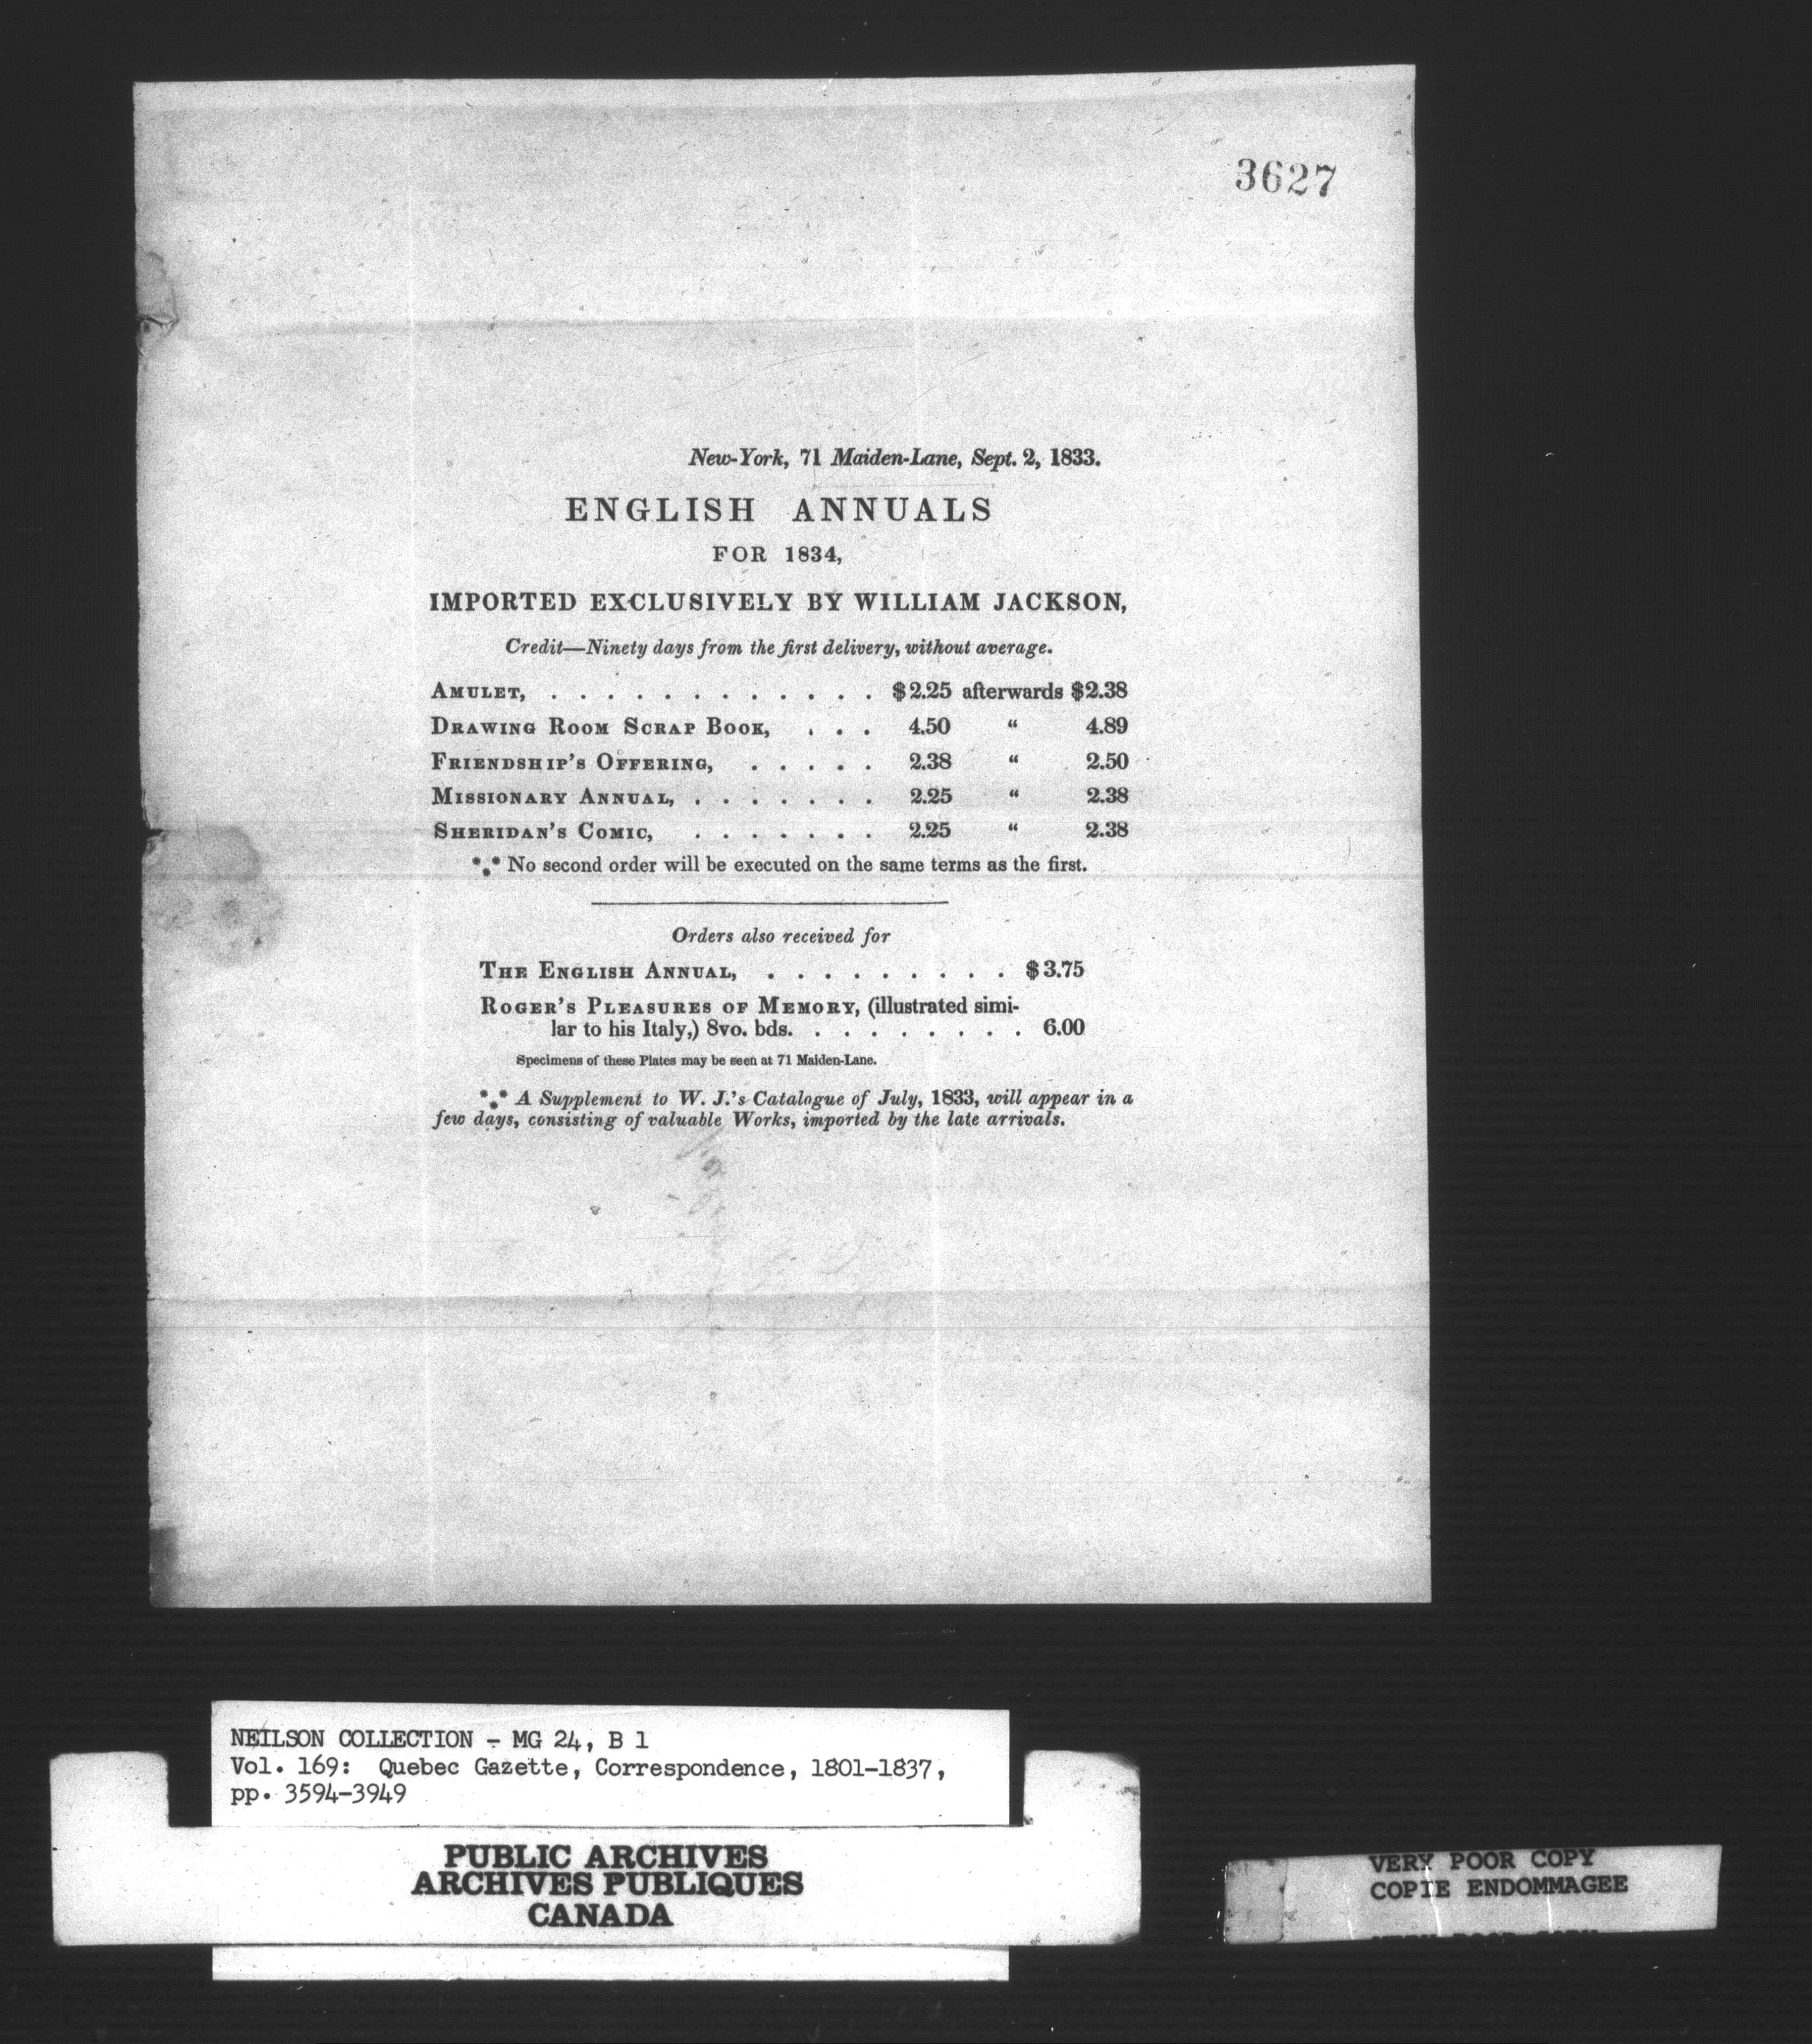 3627
New-York, 71 Maiden-Lane, Sept. 2, 1833.
ENGLISH ANNUALS
FOR 1834,
IMPORTED EXCLUSIVELY BY WILLIAM JACKSON,
Credit—Ninety days from the first delivery, without average.
AMULET, . . . . . . . . . . . . $2.25 afterwards $2.38
DRAWING ROOM SCRAP BOOK, . . . 4.50 “ 4.89
FRIENDSHIP'S OFFERING, . . . . . 2.38 “ 2.50
MISSIONARY ANNUAL, . . . . . . . 2.25 “ 2.38
SHERIDAN'S COMIC, . . . . . . . 2.25 “ 2.38
*⁎* No second order will be executed on the same terms as the first.
Orders also received for
THE ENGLISH ANNUAL, . . . . . . . . . $3.75
ROGER'S PLEASURES OF MEMORY, (illustrated simi-
lar to his Italy,) 8vo. bds. . . . . . . . . 6.00
Specimens of these Plates may be seen at 71 Maiden-Lane.
*⁎* A Supplement to W. J.'s Catalogue of July, 1833, will appear in a
few days, consisting of valuable Works, imported by the late arrivals.
NEILSON COLLECTION - MG 24, B 1
Vol. 169: Quebec Gazette, Correspondence, 1801-1837,
pp. 3594-3949
PUBLIC ARCHIVES
ARCHIVES PUBLIQUES
CANADA
VERY POOR COPY
COPIE ENDOMMAGEE